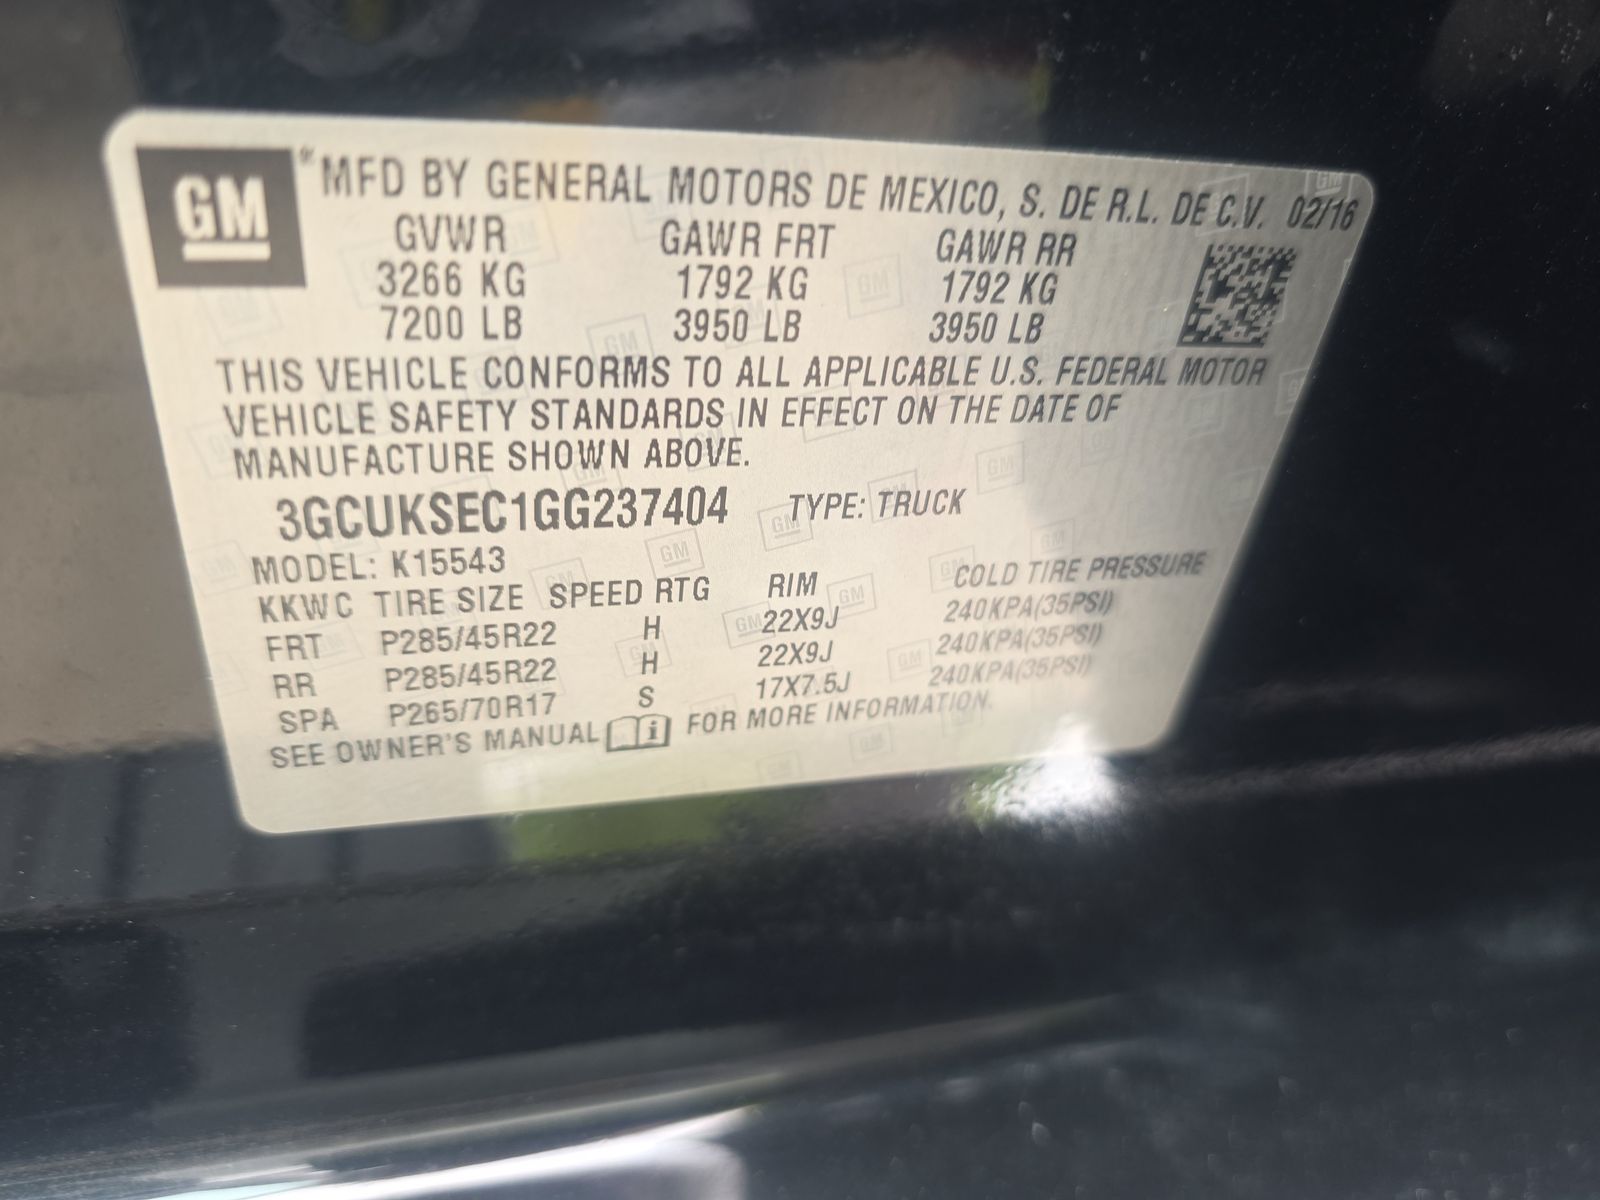 GM
® MFD BY GENERAL MOTORS DE MEXICO, S. DE R.L. DE C.V. 02/16
GVWR GAWR FRT GAWR RR
3266 KG 1792 KG 1792 KG
7200 LB 3950 LB 3950 LB
THIS VEHICLE CONFORMS TO ALL APPLICABLE U.S. FEDERAL MOTOR
VEHICLE SAFETY STANDARDS IN EFFECT ON THE DATE OF
MANUFACTURE SHOWN ABOVE.
3GCUKSEC1GG237404 TYPE: TRUCK
MODEL: K15543
KKWC TIRE SIZE SPEED RTG RIM COLD TIRE PRESSURE
FRT P285/45R22 H 22X9J 240KPA(35PSI)
RR P285/45R22 H 22X9J 240KPA(35PSI)
SPA P265/70R17 S 17X7.5J 240KPA(35PSI)
SEE OWNER'S MANUAL i FOR MORE INFORMATION.